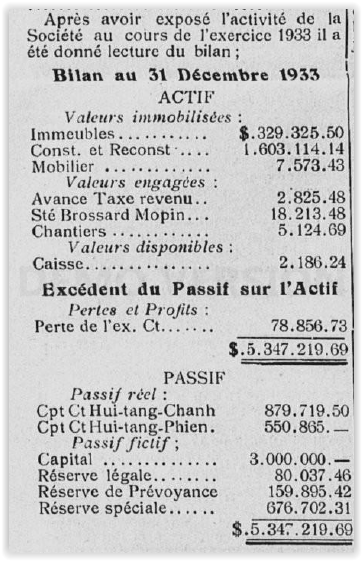 Après avoir exposé l'activité de la
Société au cours de l'exercice 1933 il a
été donné lecture du bilan ;
Bilan au 31 Décembre 1933
ACTIF
Valeurs immobilisées :
Immeubles........... $.329.325.50
Const. et Reconst .... 1.603.114.14
Mobilier ............ 7.573.43
Valeurs engagées :
Avance Taxe revenu.. 2.825.48
Sté Brossard Mopin... 18.213.48
Chantiers ........... 5.124.69
Valeurs disponibles :
Caisse.............. 2.186.24
Excédent du Passif sur l'Actif
Pertes et Profits :
Perte de l'ex. Ct....... 78.856.73
$.5.347.219.69
PASSIF
Passif réel :
Cpt Ct Hui-tang-Chanh 879.719.50
Cpt Ct Hui-tang-Phien. 550.865.—
Passif fictif ;
Capital ............. 3.000.000.—
Réserve légale....... 80.037.46
Réserve de Prévoyance 159.895.42
Réserve spéciale...... 676.702.31
$.5.347.219.69